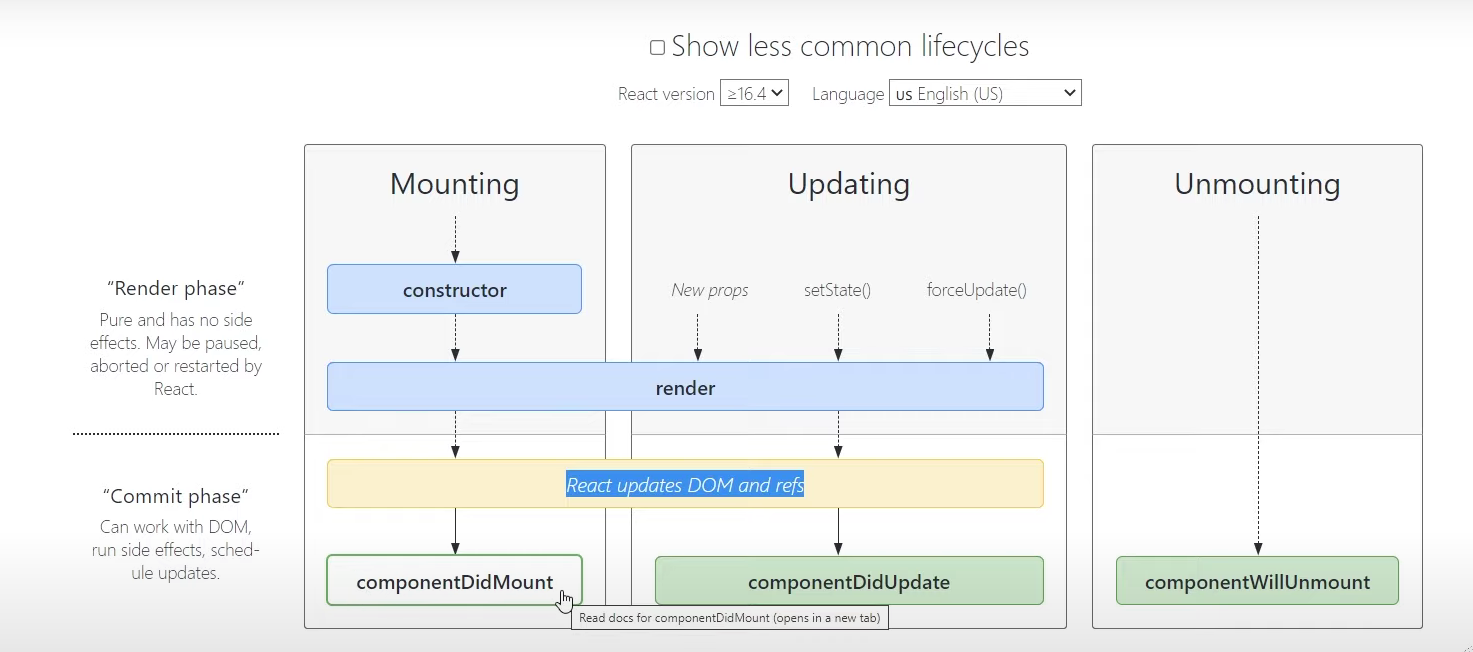 Show less common lifecycles
React version ≥16.4 Language us English (US)
Mounting
Updating
Unmounting
“Render phase”
Pure and has no side
effects. May be paused,
aborted or restarted by
React.
constructor
New props
setState()
forceUpdate()
render
“Commit phase”
Can work with DOM,
run side effects, sched-
ule updates.
React updates DOM and refs
componentDidMount
componentDidUpdate
componentWillUnmount
Read docs for componentDidMount (opens in a new tab)